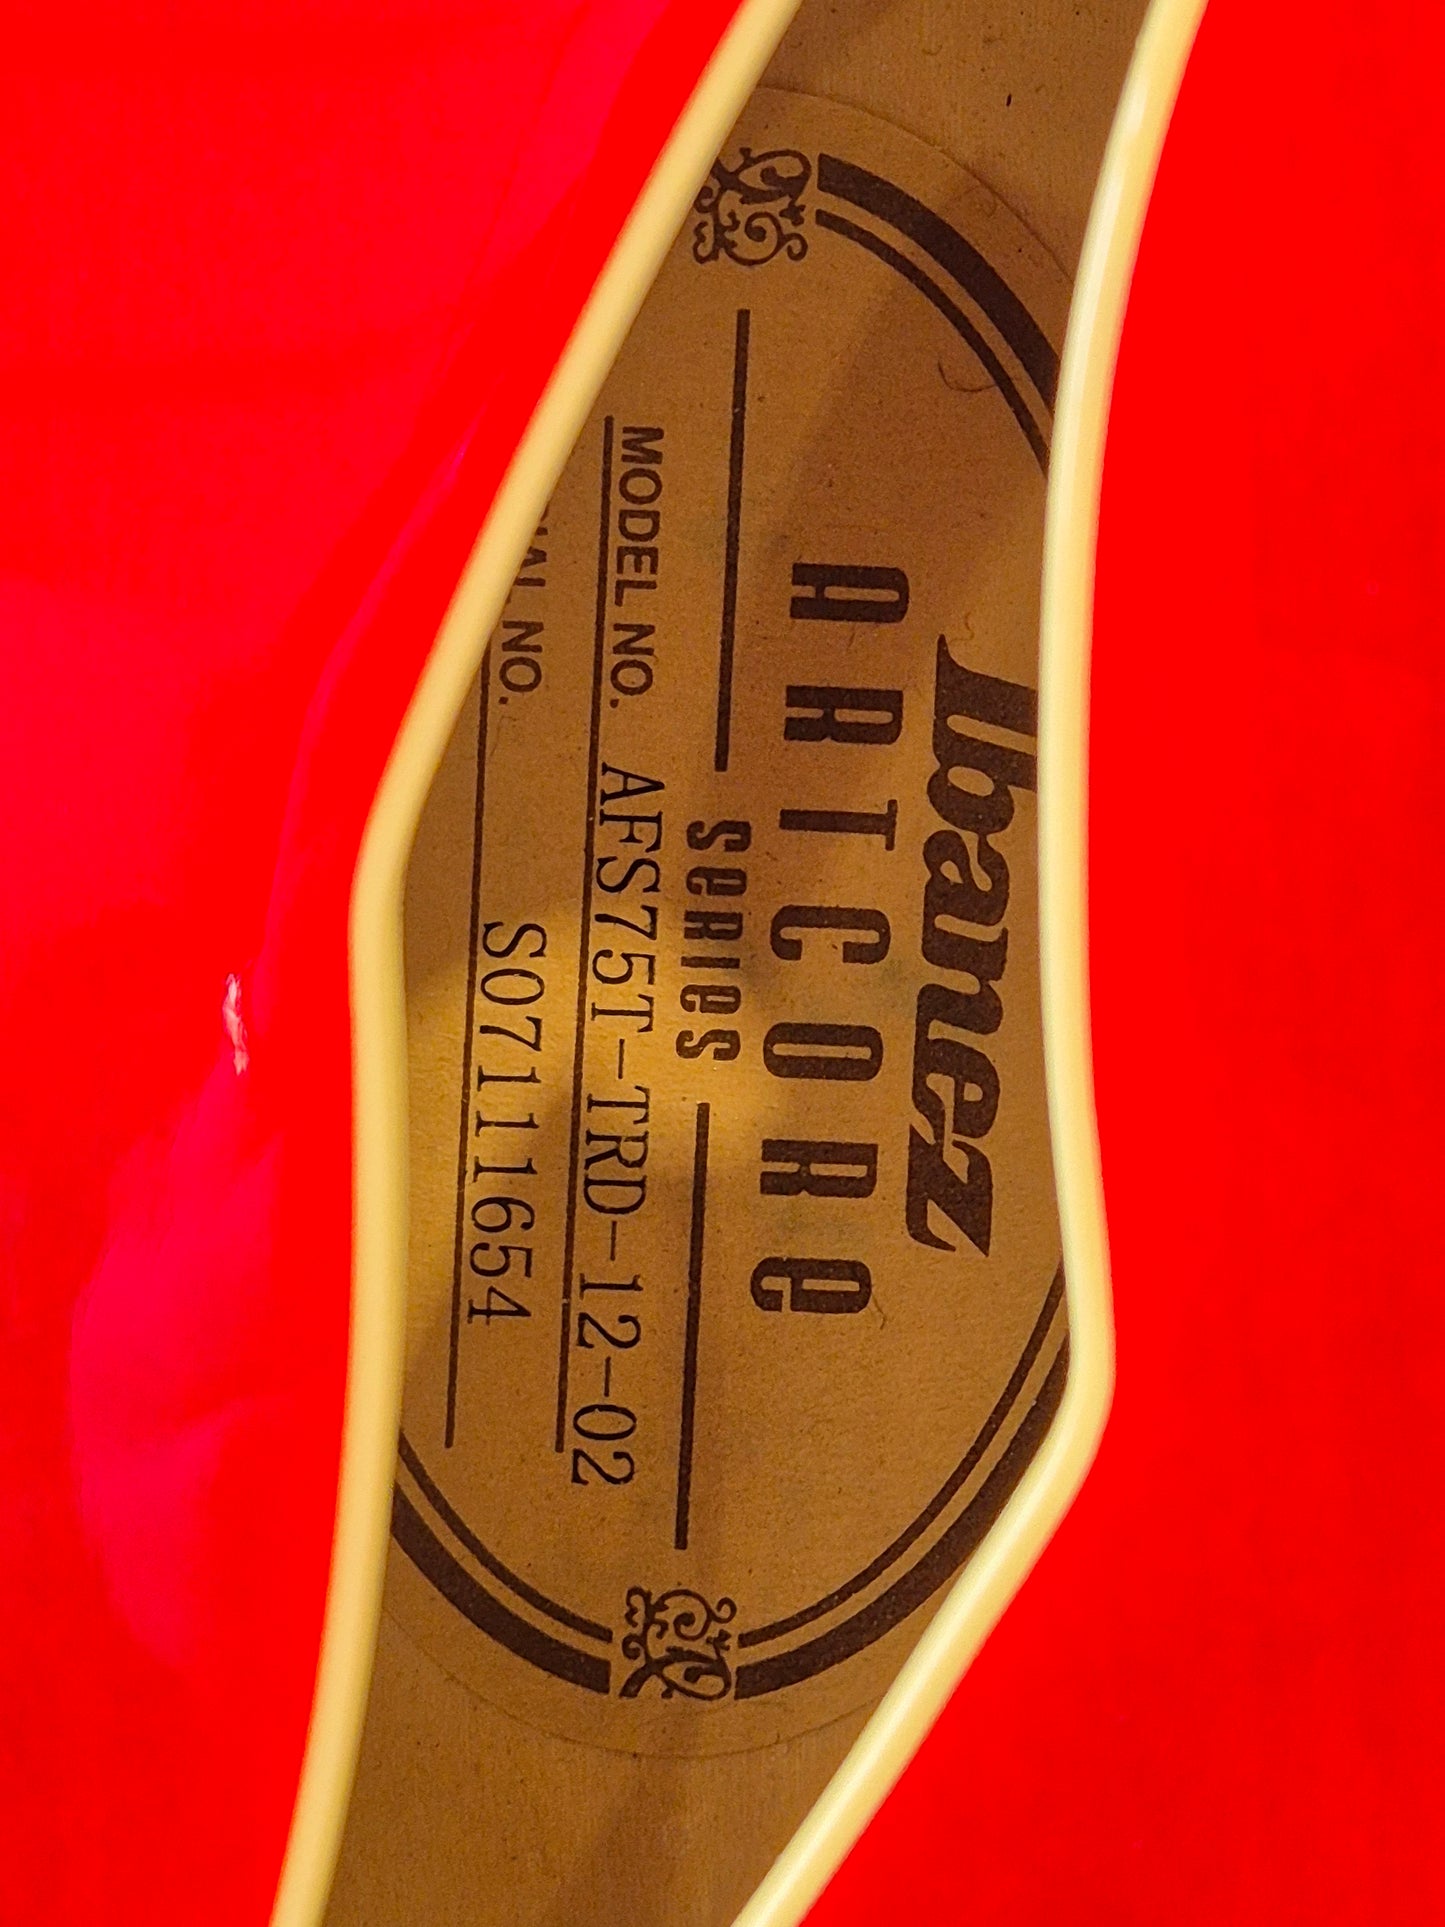 Ibanez
ARTCORe
SeRIeS
MODEL NO. AFS75T-TRD-12-02
NO. S07111654